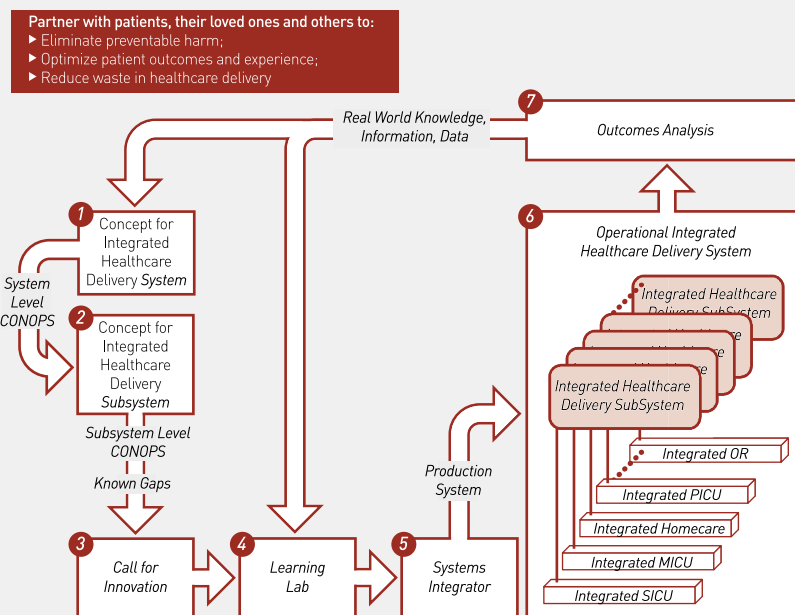 Partner with patients, their loved ones and others to:
Eliminate preventable harm;
Optimize patient outcomes and experience;
Reduce waste in healthcare delivery
7
Real World Knowledge,
Information, Data
Outcomes Analysis
1
Concept for
Integrated
Healthcare
Delivery System
6
Operational Integrated
Healthcare Delivery System
System
Level
CONOPS
2
Concept for
Integrated
Healthcare
Delivery
Subsystem
Integrated Healthcare
Delivery SubSystem
Integrated Healthcare
Delivery SubSystem
Subsystem Level
CONOPS
Known Gaps
Production
System
Integrated OR
Integrated PICU
Integrated Homecare
Integrated MICU
Integrated SICU
3
Call for
Innovation
4
Learning
Lab
5
Systems
Integrator